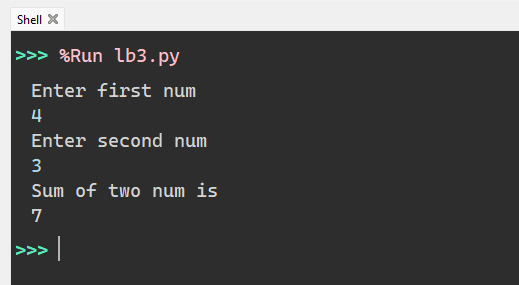 Shell
>>> %Run lb3.py
Enter first num
4
Enter second num
3
Sum of two num is
7
>>>